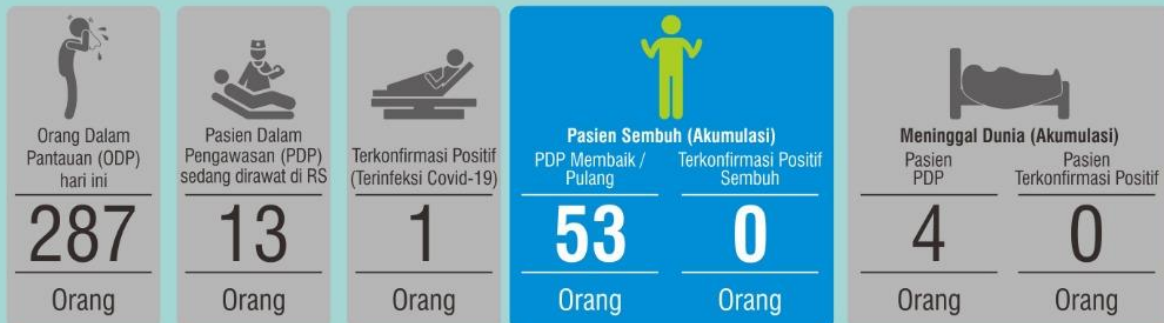 Orang Dalam
Pantauan (ODP)
hari ini
287
Orang
Pasien Dalam
Pengawasan (PDP)
sedang dirawat di RS
13
Orang
Terkonfirmasi Positif
(Terinfeksi Covid-19)
1
Orang
Pasien Sembuh (Akumulasi)
PDP Membaik /
Pulang
53
Orang
Terkonfirmasi Positif
Sembuh
0
Orang
Meninggal Dunia (Akumulasi)
Pasien
PDP
4
Orang
Pasien
Terkonfirmasi Positif
0
Orang